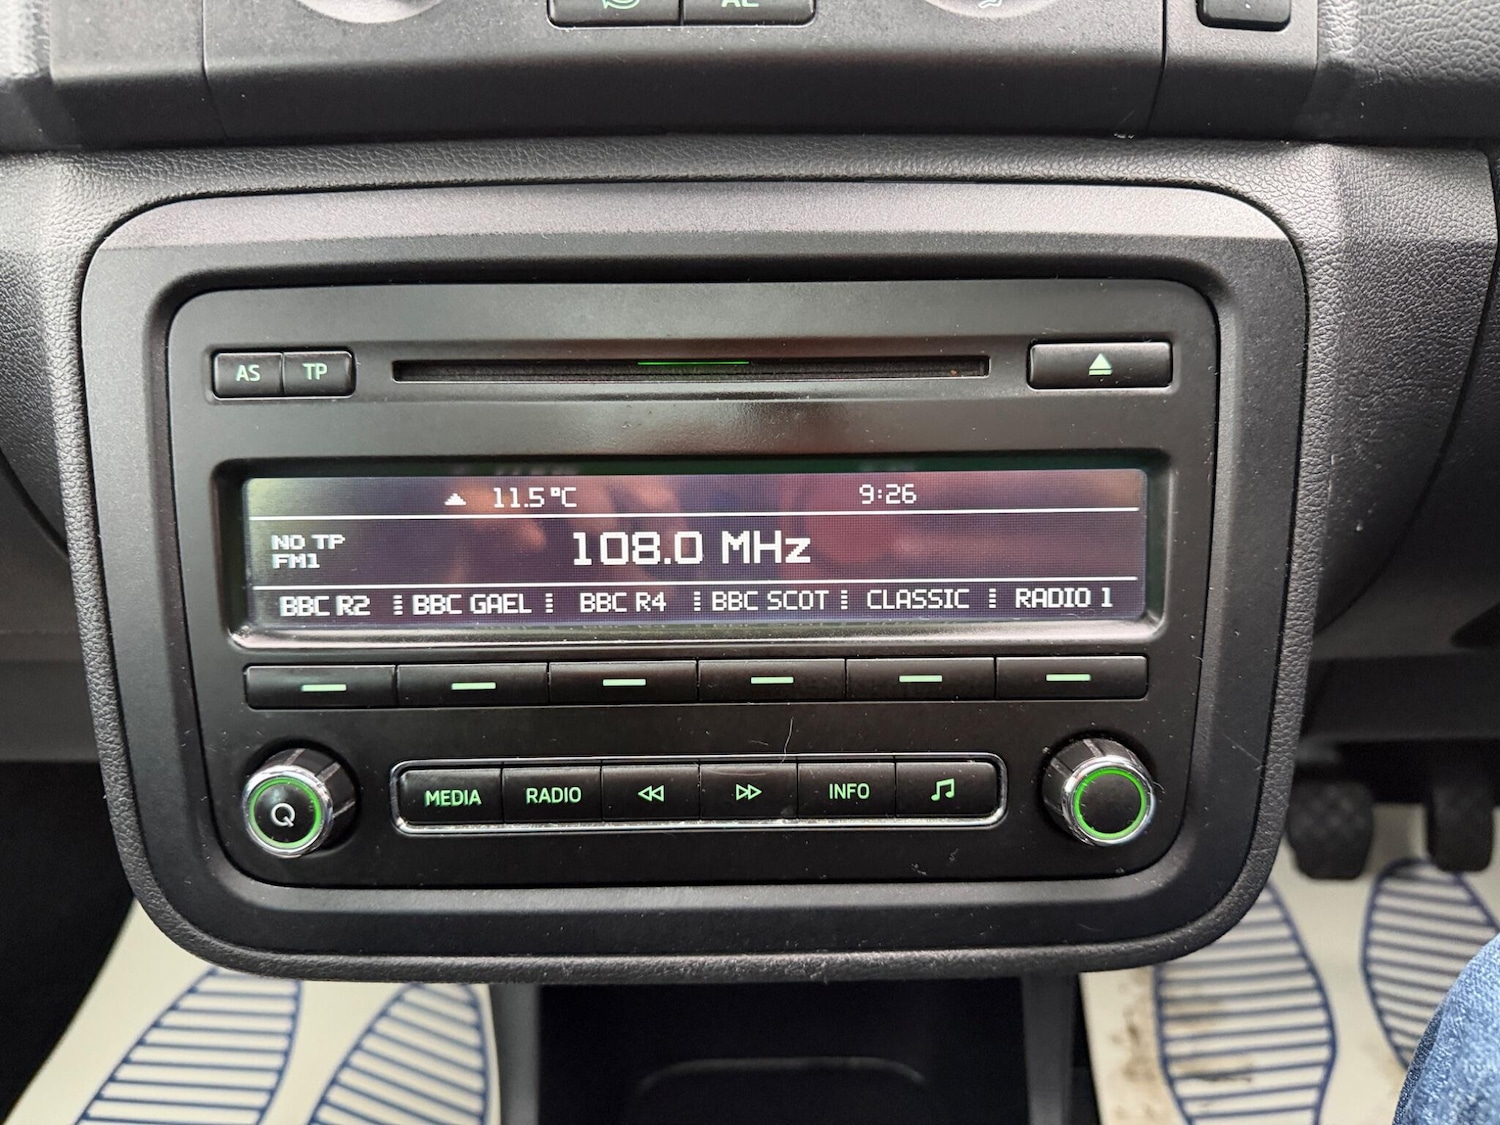 AS TP
11.5°C 9:26
NO TP
FM1
108.0 MHz
BBC R2 BBC GAEL BBC R4 BBC SCOT CLASSIC RADIO 1
MEDIA RADIO INFO